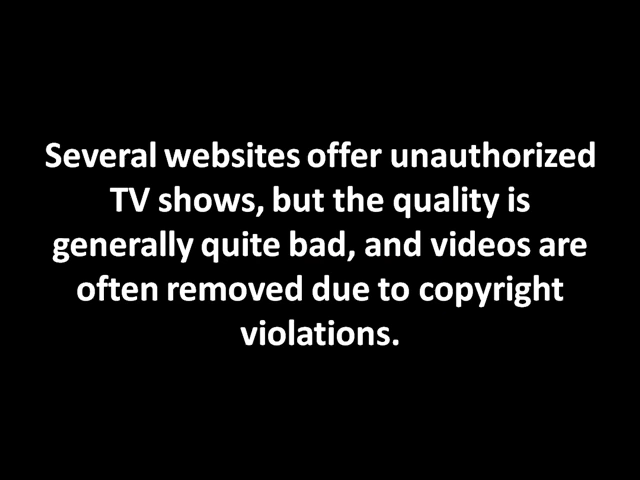 Several websites offer unauthorized
TV shows, but the quality is
generally quite bad, and videos are
often removed due to copyright
violations.